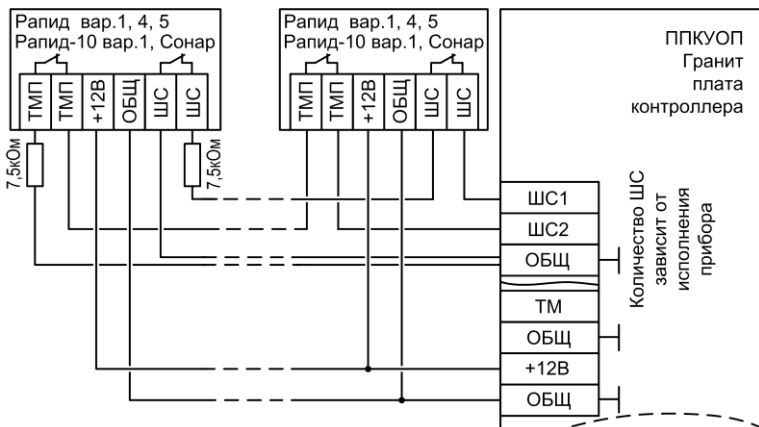 Рапид вар.1, 4, 5
Рапид-10 вар.1, Сонар
ТМП
ТМП
+12В
ОБЩ
ШС
ШС
7,5кОм
7,5кОм
Рапид вар.1, 4, 5
Рапид-10 вар.1, Сонар
ТМП
ТМП
+12В
ОБЩ
ШС
ШС
ППКУОП
Гранит
плата
контроллера
ШС1
ШС2
ОБЩ
ТМ
ОБЩ
+12В
ОБЩ
Количество ШС
зависит от
исполнения
прибора